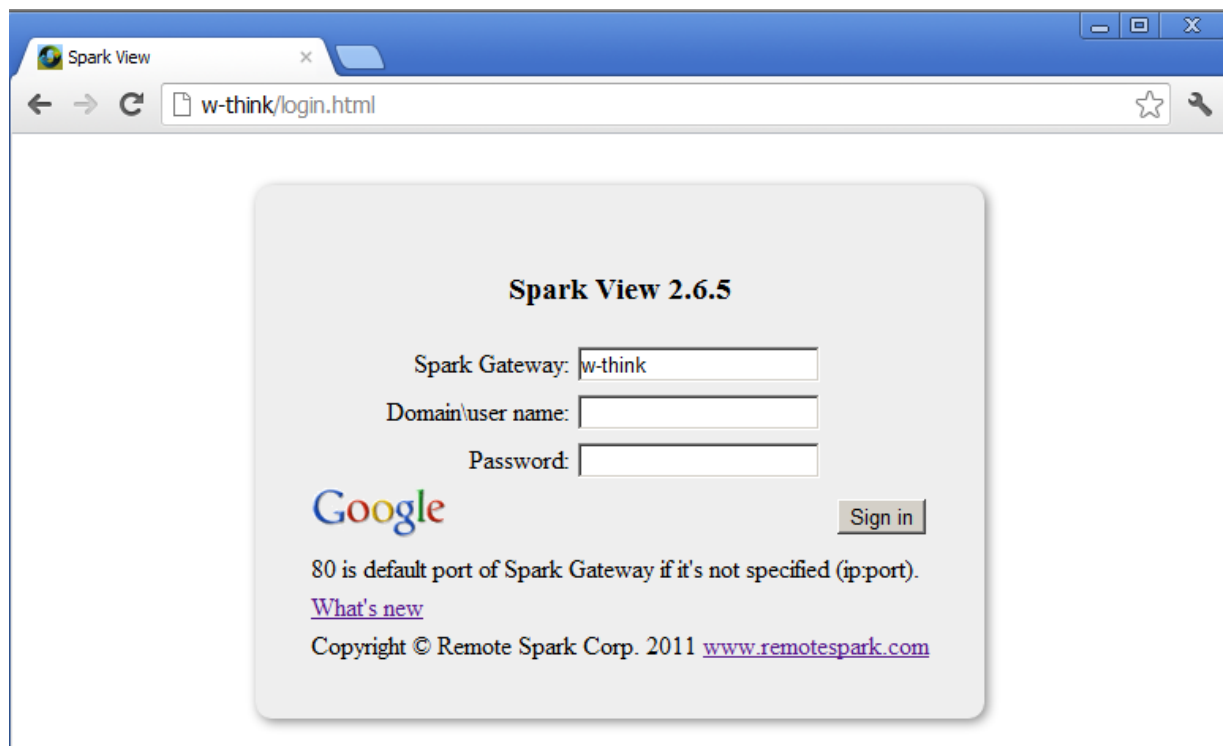 Spark View
w-think/login.html
Spark View 2.6.5
Spark Gateway: w-think
Domain\user name:
Password:
Google
Sign in
80 is default port of Spark Gateway if it's not specified (ip:port).
What's new
Copyright © Remote Spark Corp. 2011 www.remotespark.com